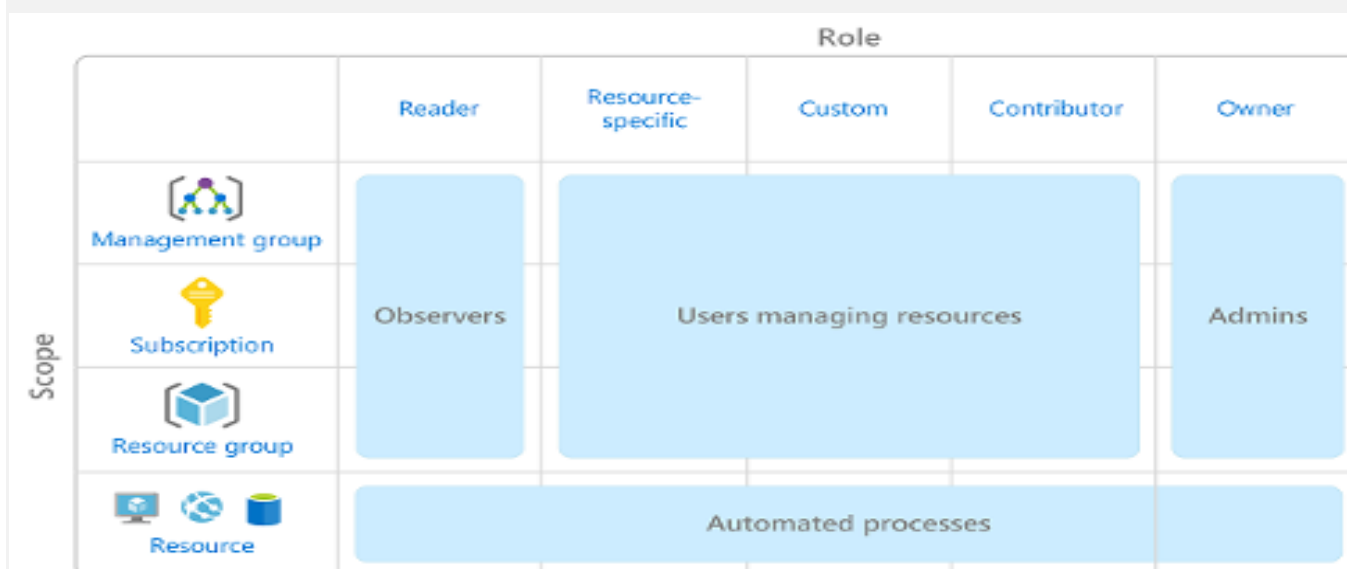 Role
Reader
Resource-
specific
Custom
Contributor
Owner
Scope
Management group
Subscription
Resource group
Resource
Observers
Users managing resources
Admins
Automated processes